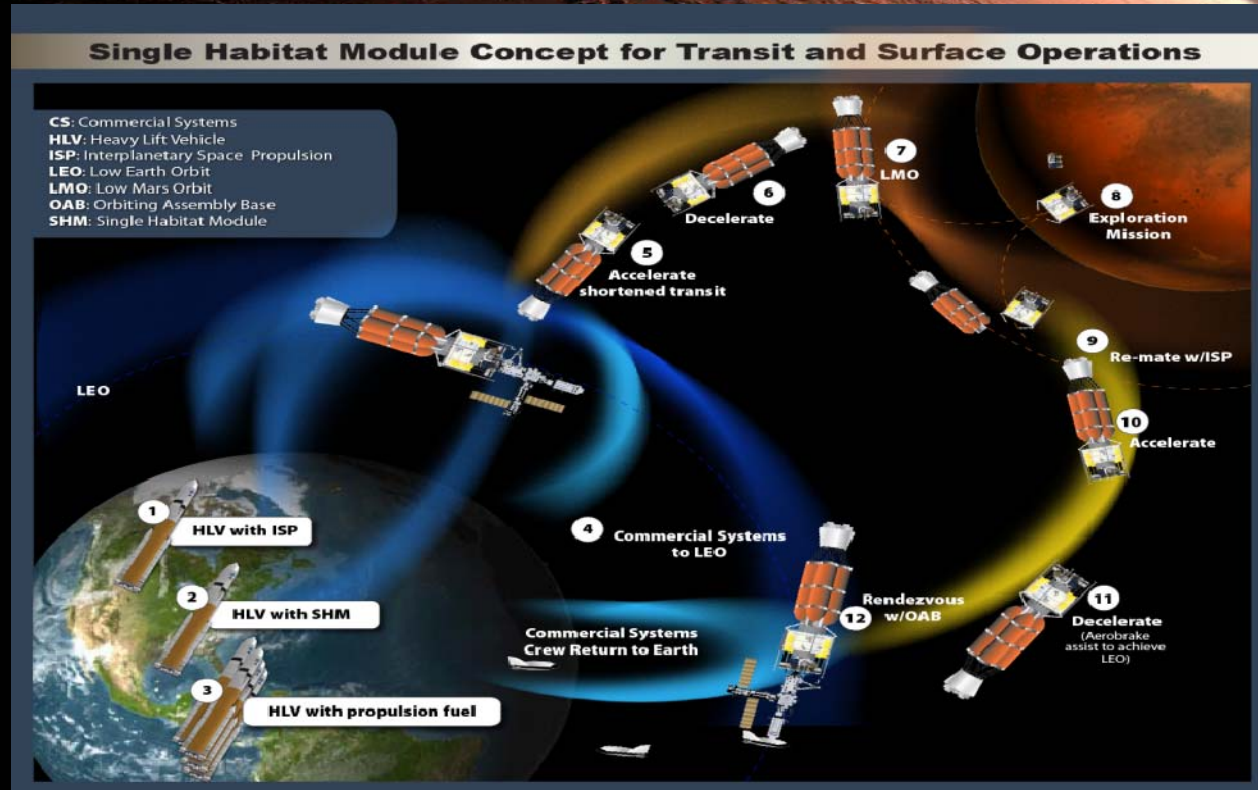 Single Habitat Module Concept for Transit and Surface Operations
CS: Commercial Systems
HLV: Heavy Lift Vehicle
ISP: Interplanetary Space Propulsion
LEO: Low Earth Orbit
LMO: Low Mars Orbit
OAB: Orbiting Assembly Base
SHM: Single Habitat Module
7
LMO
6
Decelerate
8
Exploration
Mission
5
Accelerate
shortened transit
LEO
9
Re-mate w/ISP
10
Accelerate
1
HLV with ISP
2
HLV with SHM
3
HLV with propulsion fuel
4
Commercial Systems
to LEO
Commercial Systems
Crew Return to Earth
Rendezvous
w/OAB
12
11
Decelerate
(Aerobrake
assist to achieve
LEO)